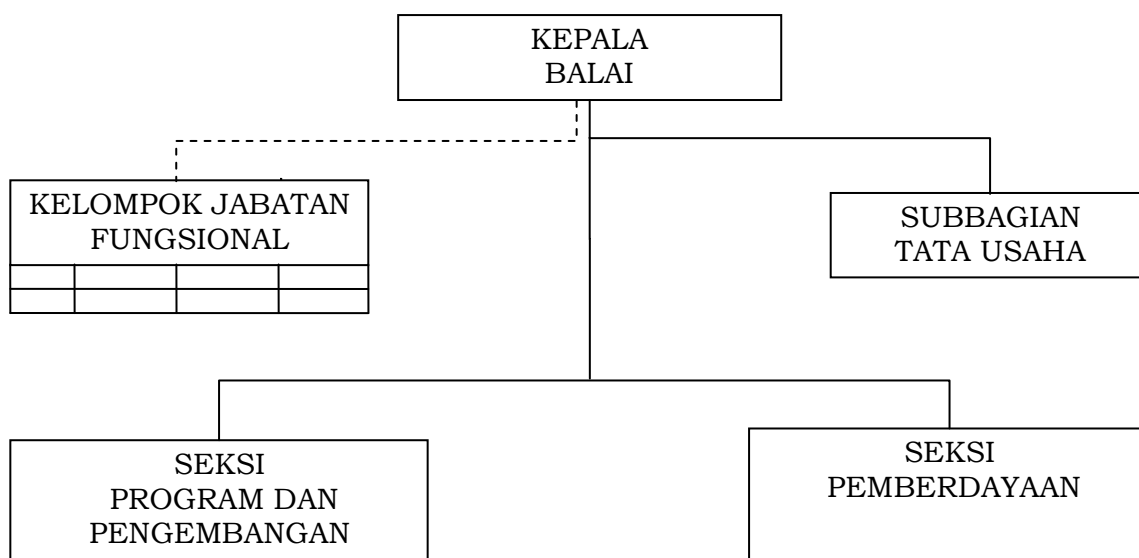 KEPALA
BALAI
KELOMPOK JABATAN
FUNGSIONAL
SUBBAGIAN
TATA USAHA
SEKSI
PROGRAM DAN
PENGEMBANGAN
SEKSI
PEMBERDAYAAN